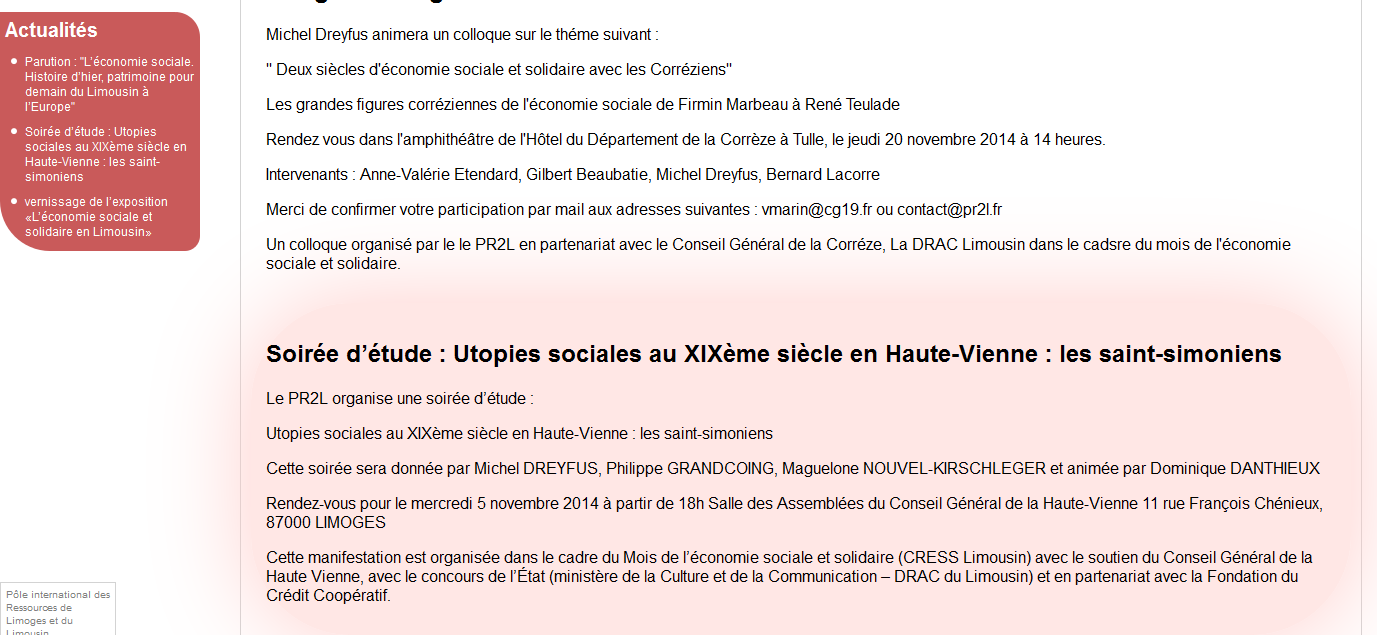 Actualités
Parution : "L'économie sociale.
Histoire d'hier, patrimoine pour
demain du Limousin à
l'Europe"
Soirée d'étude : Utopies
sociales au XIXème siècle en
Haute-Vienne : les saint-
simoniens
vernissage de l'exposition
«L'économie sociale et
solidaire en Limousin»
Michel Dreyfus animera un colloque sur le théme suivant :
" Deux siècles d'économie sociale et solidaire avec les Corréziens"
Les grandes figures corréziennes de l'économie sociale de Firmin Marbeau à René Teulade
Rendez vous dans l'amphithéâtre de l'Hôtel du Département de la Corrèze à Tulle, le jeudi 20 novembre 2014 à 14 heures.
Intervenants : Anne-Valérie Etendard, Gilbert Beaubatie, Michel Dreyfus, Bernard Lacorre
Merci de confirmer votre participation par mail aux adresses suivantes : vmarin@cg19.fr ou contact@pr2l.fr
Un colloque organisé par le le PR2L en partenariat avec le Conseil Général de la Corréze, La DRAC Limousin dans le cadsre du mois de l'économie
sociale et solidaire.
Soirée d'étude : Utopies sociales au XIXème siècle en Haute-Vienne : les saint-simoniens
Le PR2L organise une soirée d'étude :
Utopies sociales au XIXème siècle en Haute-Vienne : les saint-simoniens
Cette soirée sera donnée par Michel DREYFUS, Philippe GRANDCOING, Maguelone NOUVEL-KIRSCHLEGER et animée par Dominique DANTHIEUX
Rendez-vous pour le mercredi 5 novembre 2014 à partir de 18h Salle des Assemblées du Conseil Général de la Haute-Vienne 11 rue François Chénieux,
87000 LIMOGES
Cette manifestation est organisée dans le cadre du Mois de l'économie sociale et solidaire (CRESS Limousin) avec le soutien du Conseil Général de la
Haute Vienne, avec le concours de l'État (ministère de la Culture et de la Communication – DRAC du Limousin) et en partenariat avec la Fondation du
Crédit Coopératif.
Pôle international des
Ressources de
Limoges et du
Limousin